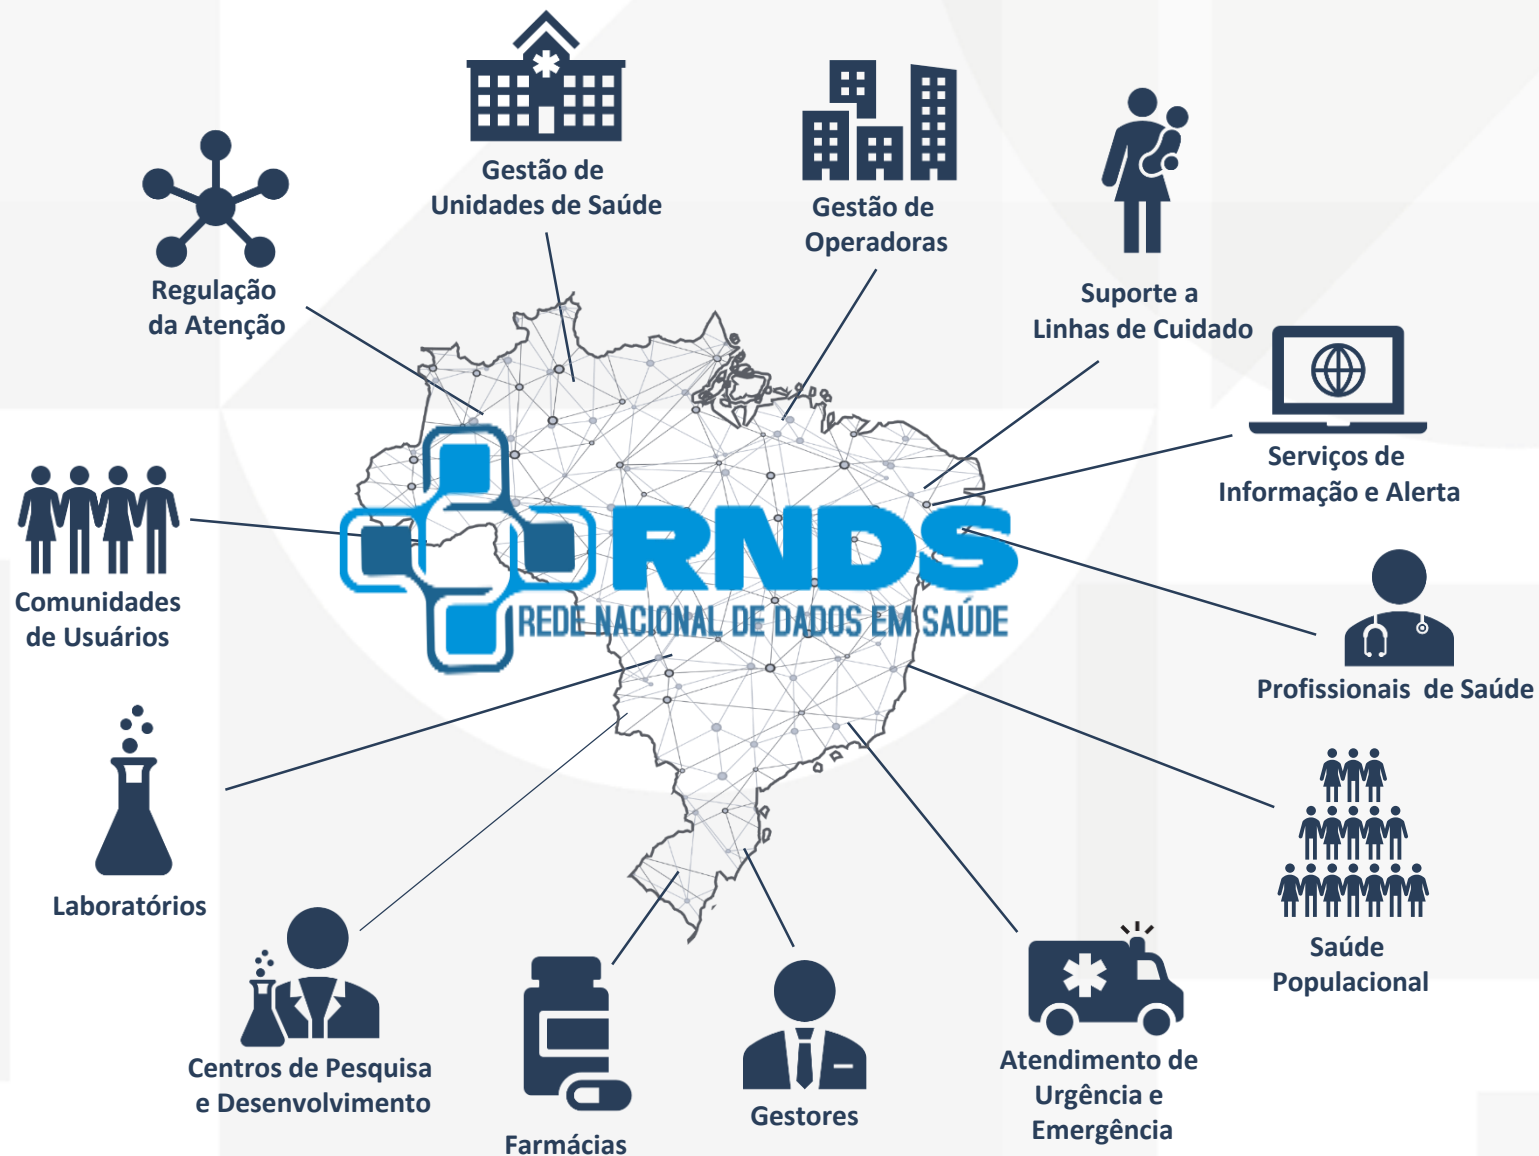 Gestão de
Unidades de Saúde
Gestão de
Operadoras
Suporte a
Linhas de Cuidado
Regulação
da Atenção
Serviços de
Informação e Alerta
Comunidades
de Usuários
RNDS
REDE NACIONAL DE DADOS EM SAÚDE
Profissionais de Saúde
Laboratórios
Saúde
Populacional
Centros de Pesquisa
e Desenvolvimento
Farmácias
Gestores
Atendimento de
Urgência e
Emergência